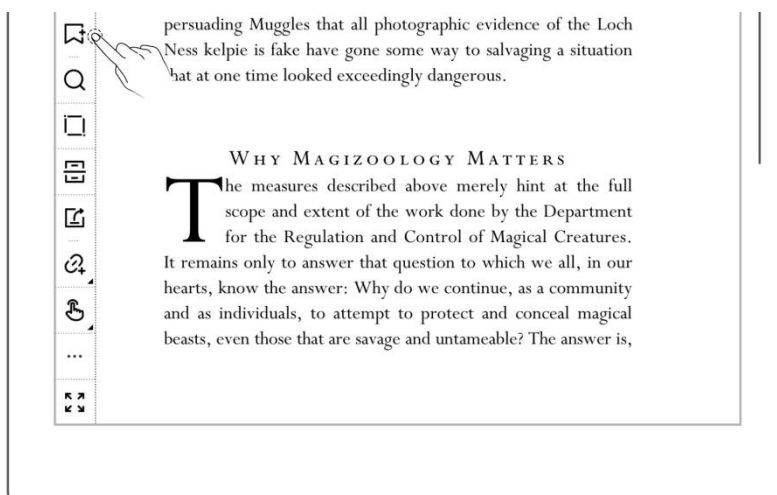 persuading Muggles that all photographic evidence of the Loch
Ness kelpie is fake have gone some way to salvaging a situation
hat at one time looked exceedingly dangerous.
WHY MAGIZOOLOGY MATTERS
The measures described above merely hint at the full
scope and extent of the work done by the Department
for the Regulation and Control of Magical Creatures.
It remains only to answer that question to which we all, in our
hearts, know the answer: Why do we continue, as a community
and as individuals, to attempt to protect and conceal magical
beasts, even those that are savage and untameable? The answer is,